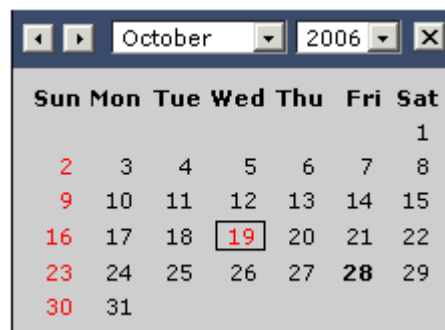 October 2006
Sun Mon Tue Wed Thu Fri Sat
1
2 3 4 5 6 7 8
9 10 11 12 13 14 15
16 17 18 19 20 21 22
23 24 25 26 27 28 29
30 31